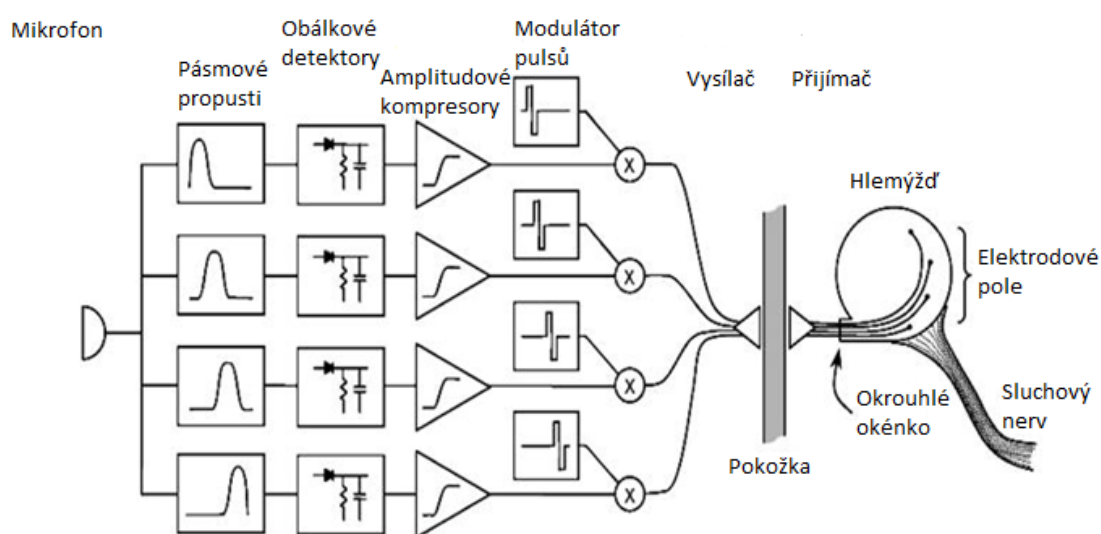 Mikrofon
Pásmové
propusti
Obálkové
detektory
Amplitudové
kompresory
Modulátor
pulsů
Vysílač
Přijímač
X
X
X
X
Hlemýžď
Elektrodové
pole
Okrouhlé
okénko
Sluchový
nerv
Pokožka